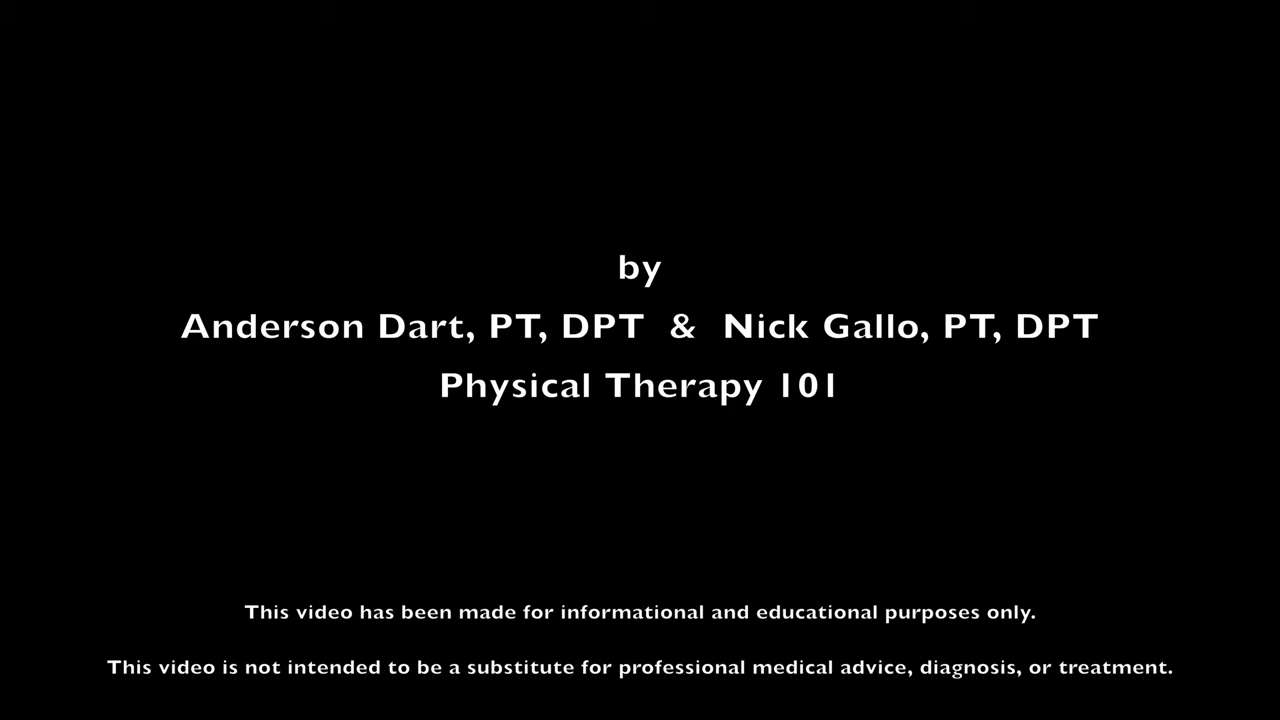 by
Anderson Dart, PT, DPT & Nick Gallo, PT, DPT
Physical Therapy 101
This video has been made for informational and educational purposes only.
This video is not intended to be a substitute for professional medical advice, diagnosis, or treatment.